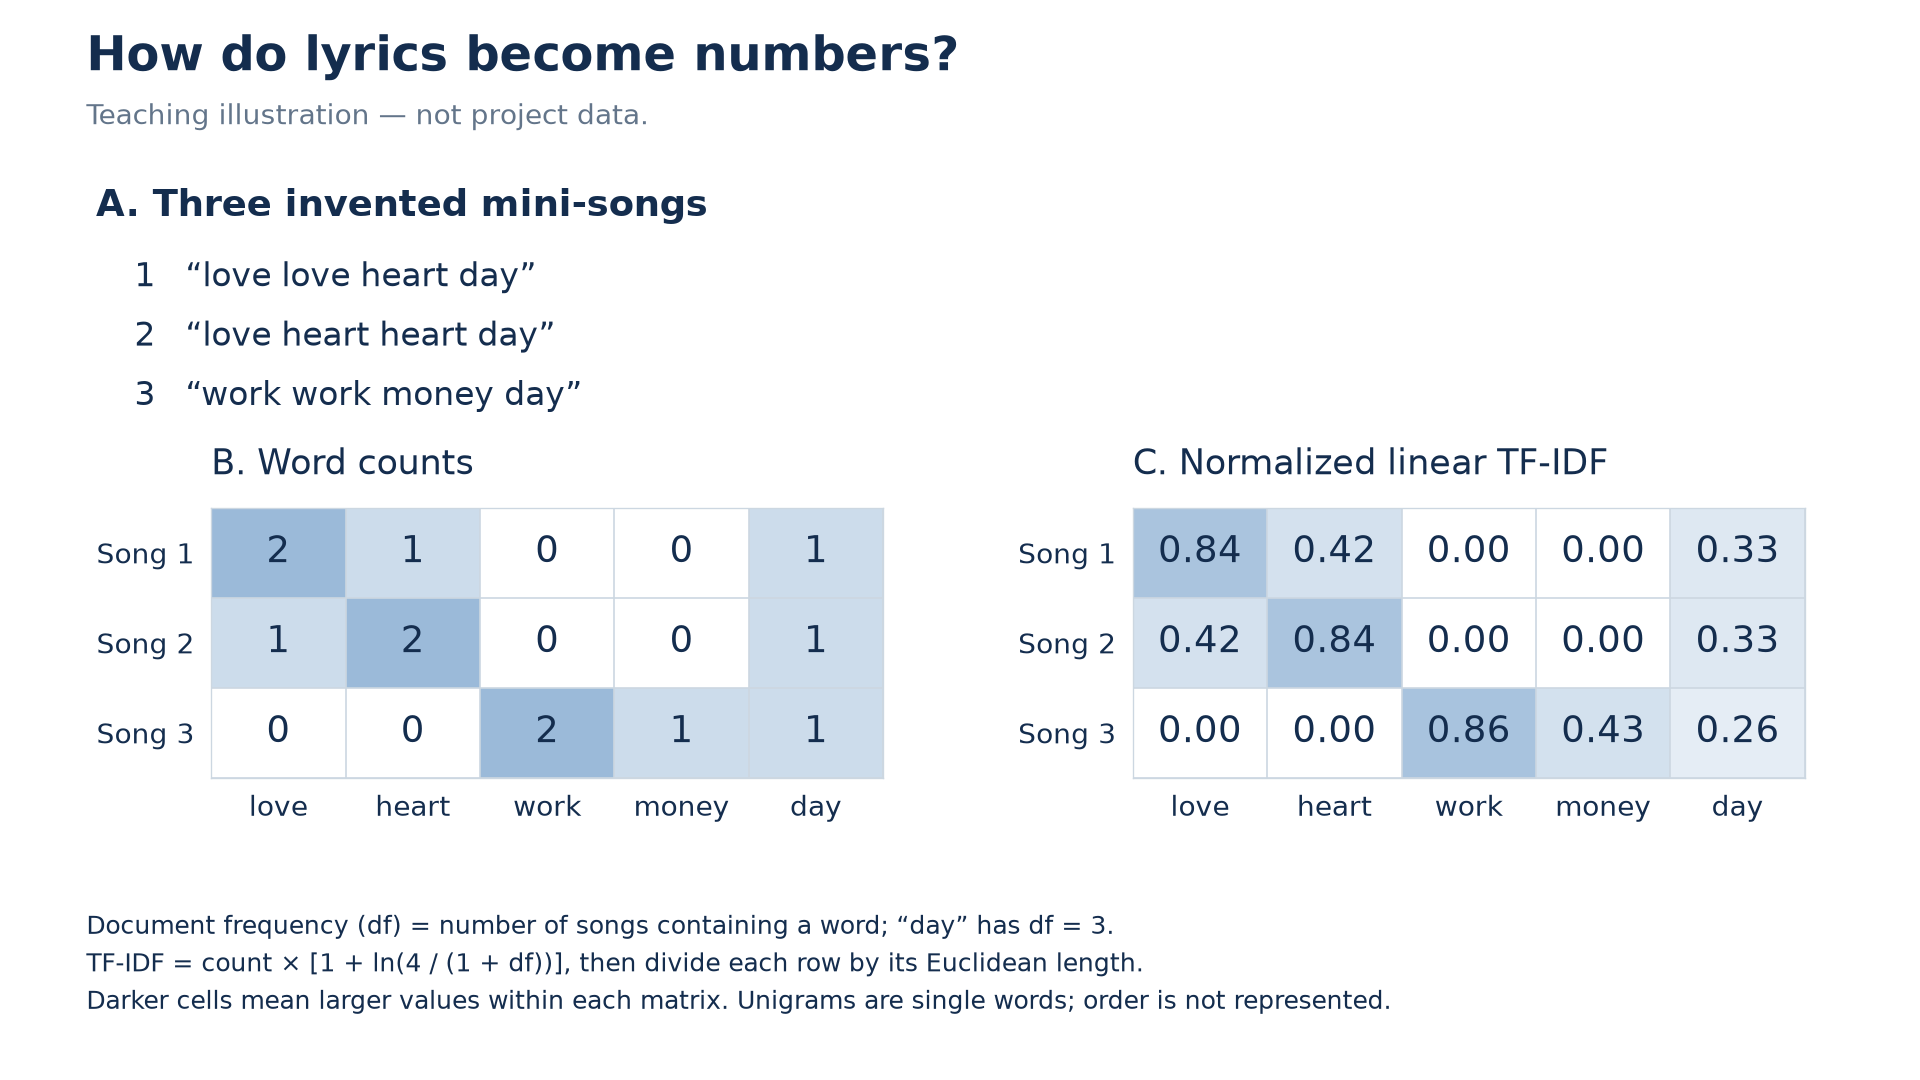 How do lyrics become numbers?
Teaching illustration — not project data.
A. Three invented mini-songs
1 “love love heart day”
2 “love heart heart day”
3 “work work money day”
B. Word counts
Song 1 2 1 0 0 1
Song 2 1 2 0 0 1
Song 3 0 0 2 1 1
love heart work money day
C. Normalized linear TF-IDF
Song 1 0.84 0.42 0.00 0.00 0.33
Song 2 0.42 0.84 0.00 0.00 0.33
Song 3 0.00 0.00 0.86 0.43 0.26
love heart work money day
Document frequency (df) = number of songs containing a word; “day” has df = 3.
TF-IDF = count × [1 + ln(4 / (1 + df))], then divide each row by its Euclidean length.
Darker cells mean larger values within each matrix. Unigrams are single words; order is not represented.